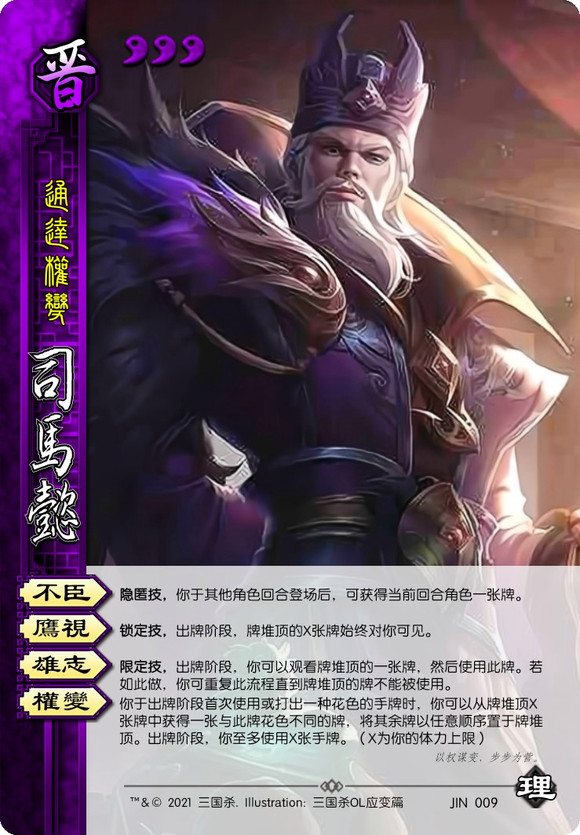 晋
通達權變
司馬懿
不臣
隐匿技，你于其他角色回合登场后，可获得当前回合角色一张牌。
鷹視
锁定技，出牌阶段，牌堆顶的X张牌始终对你可见。
雄志
限定技，出牌阶段，你可以观看牌堆顶的一张牌，然后使用此牌。若
如此做，你可重复此流程直到牌堆顶的牌不能被使用。
權變
你于出牌阶段首次使用或打出一种花色的手牌时，你可以从牌堆顶X
张牌中获得一张与此牌花色不同的牌，将其余牌以任意顺序置于牌堆
顶。出牌阶段，你至多使用X张手牌。（X为你的体力上限）
以权谋变，步步为营。
理
™&© 2021 三国杀. Illustration: 三国杀OL应变篇 JIN 009